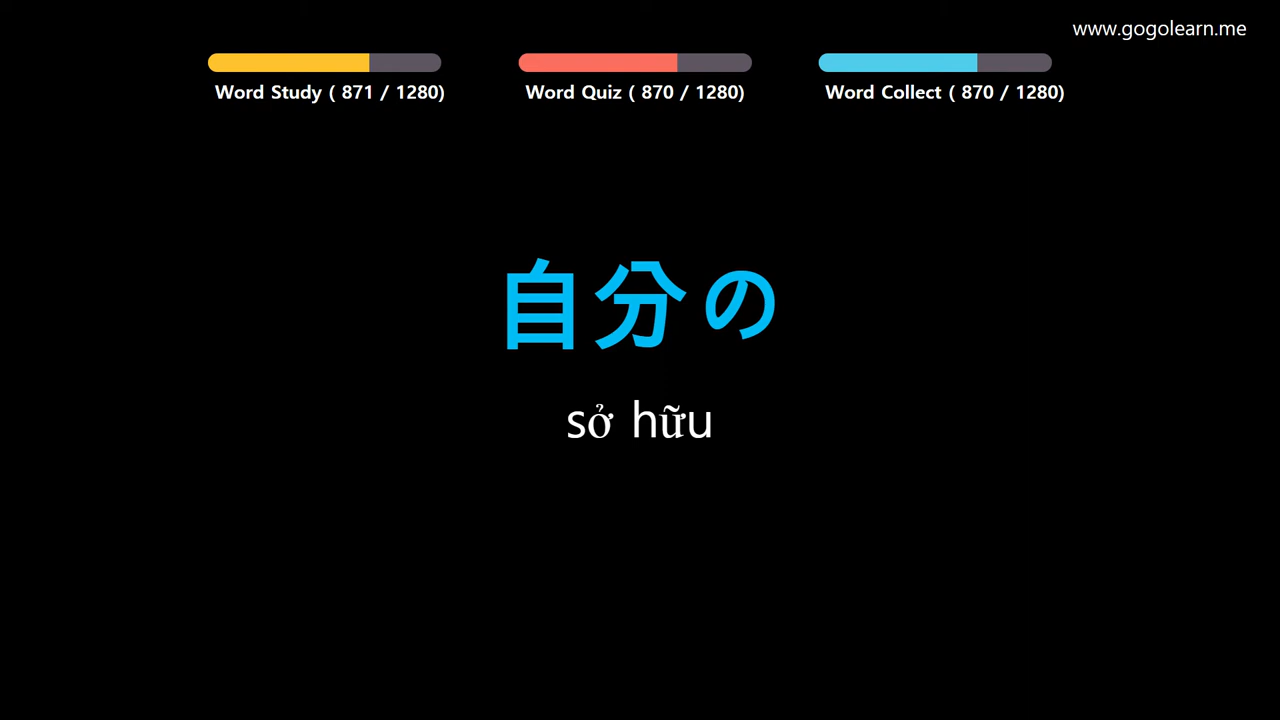 www.gogolearn.me
Word Study ( 871 / 1280)
Word Quiz ( 870 / 1280)
Word Collect ( 870 / 1280)
自分の
sở hữu